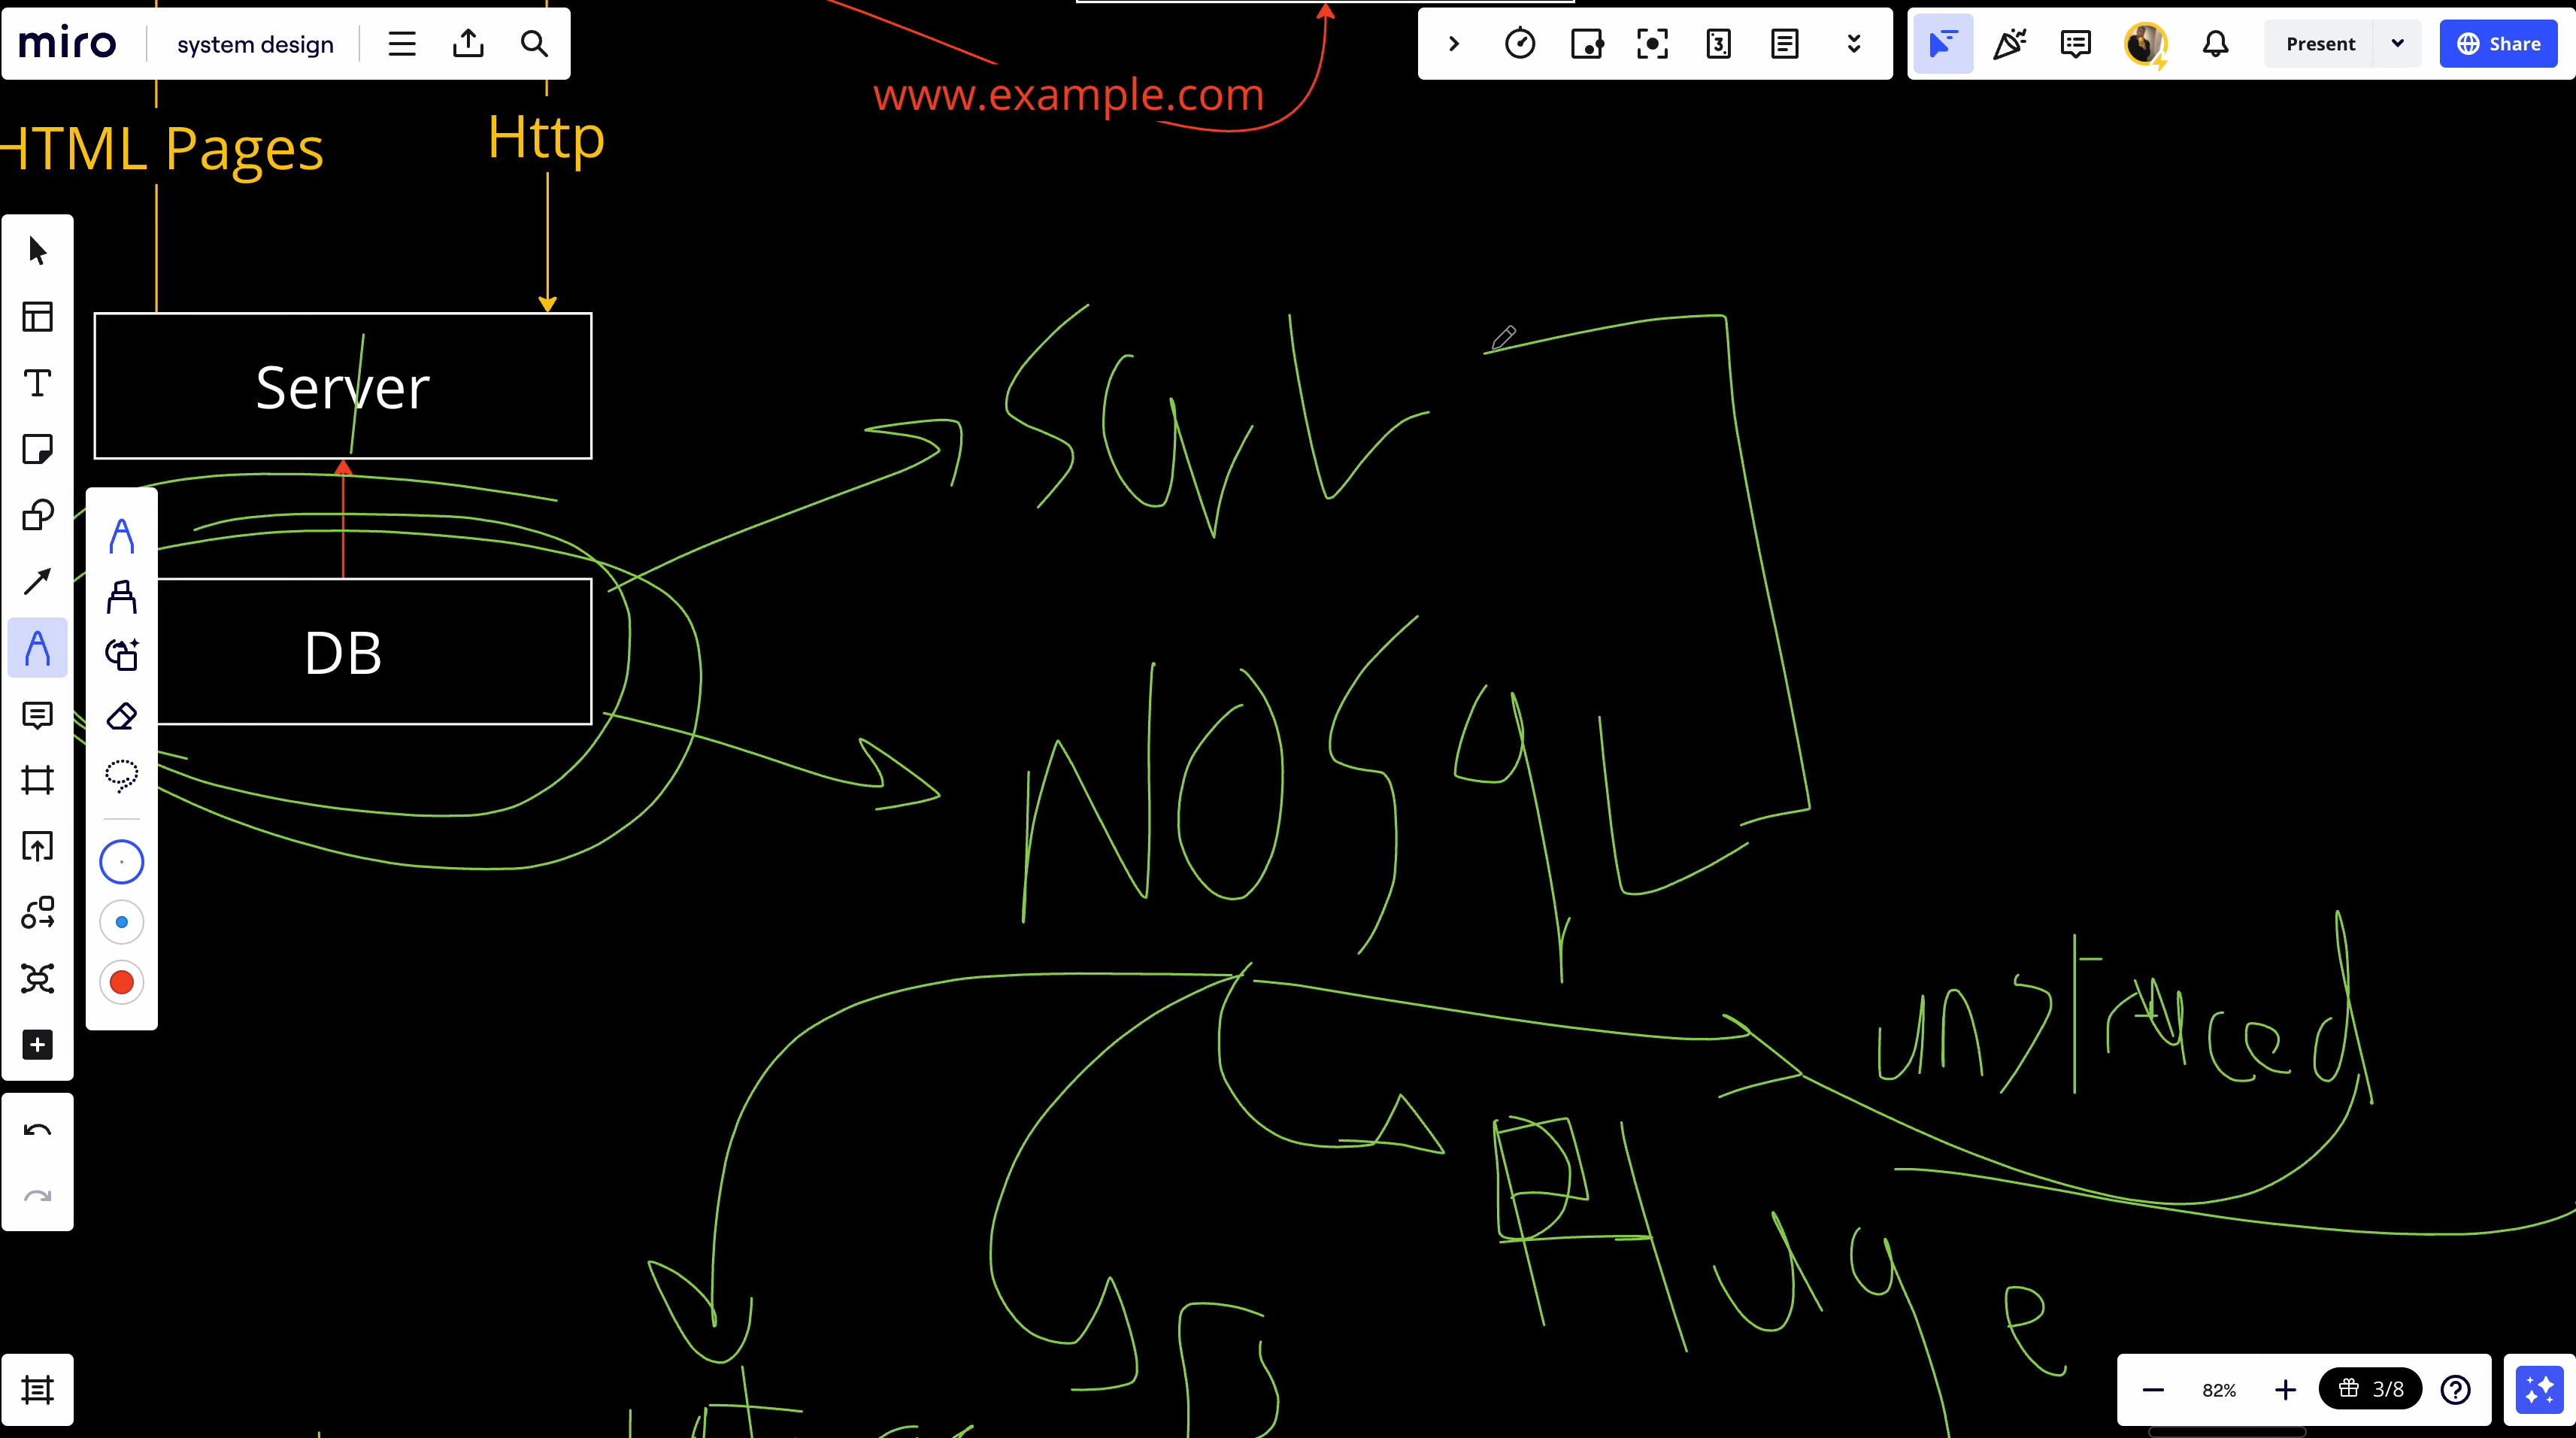 miro system design
Present Share
www.example.com
HTML Pages Http
Server
SqL
DB
NOSqL
unstruced
Huge
82% 3/8